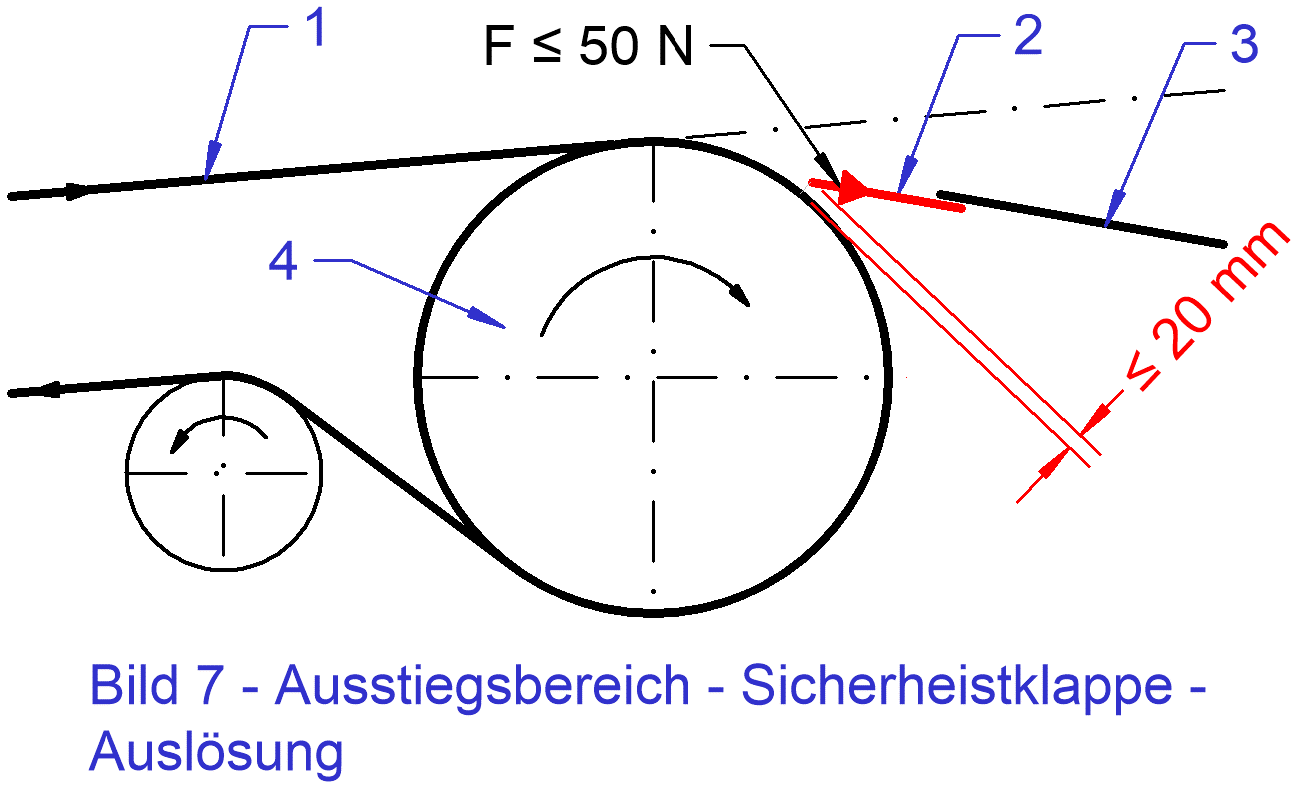 1
F ≤ 50 N
2
3
4
≤ 20 mm
Bild 7 - Ausstiegsbereich - Sicherheistklappe -
Auslösung